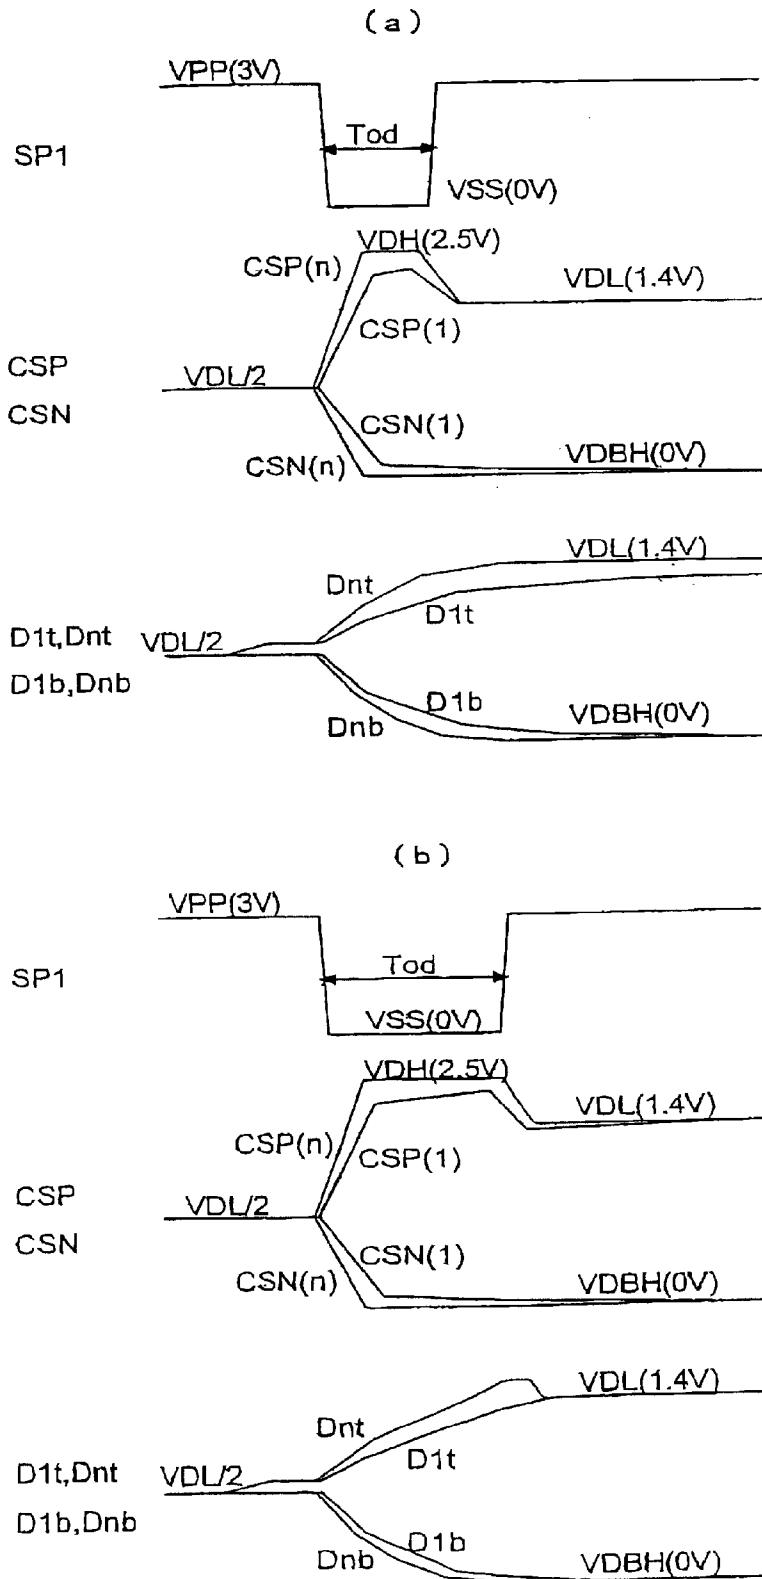 (a)
VPP(3V)
Tod
SP1
VSS(0V)
VDH(2.5V)
CSP(n)
VDL(1.4V)
CSP(1)
CSP
VDL/2
CSN
CSN(1)
CSN(n)
VDBH(0V)
VDL(1.4V)
Dnt
D1t
D1t,Dnt
VDL/2
D1b,Dnb
D1b
VDBH(0V)
Dnb
(b)
VPP(3V)
Tod
SP1
VSS(0V)
VDH(2.5V)
VDL(1.4V)
CSP(n)
CSP(1)
CSP
VDL/2
CSN
CSN(1)
CSN(n)
VDBH(0V)
VDL(1.4V)
Dnt
D1t
D1t,Dnt
VDL/2
D1b,Dnb
D1b
Dnb
VDBH(0V)